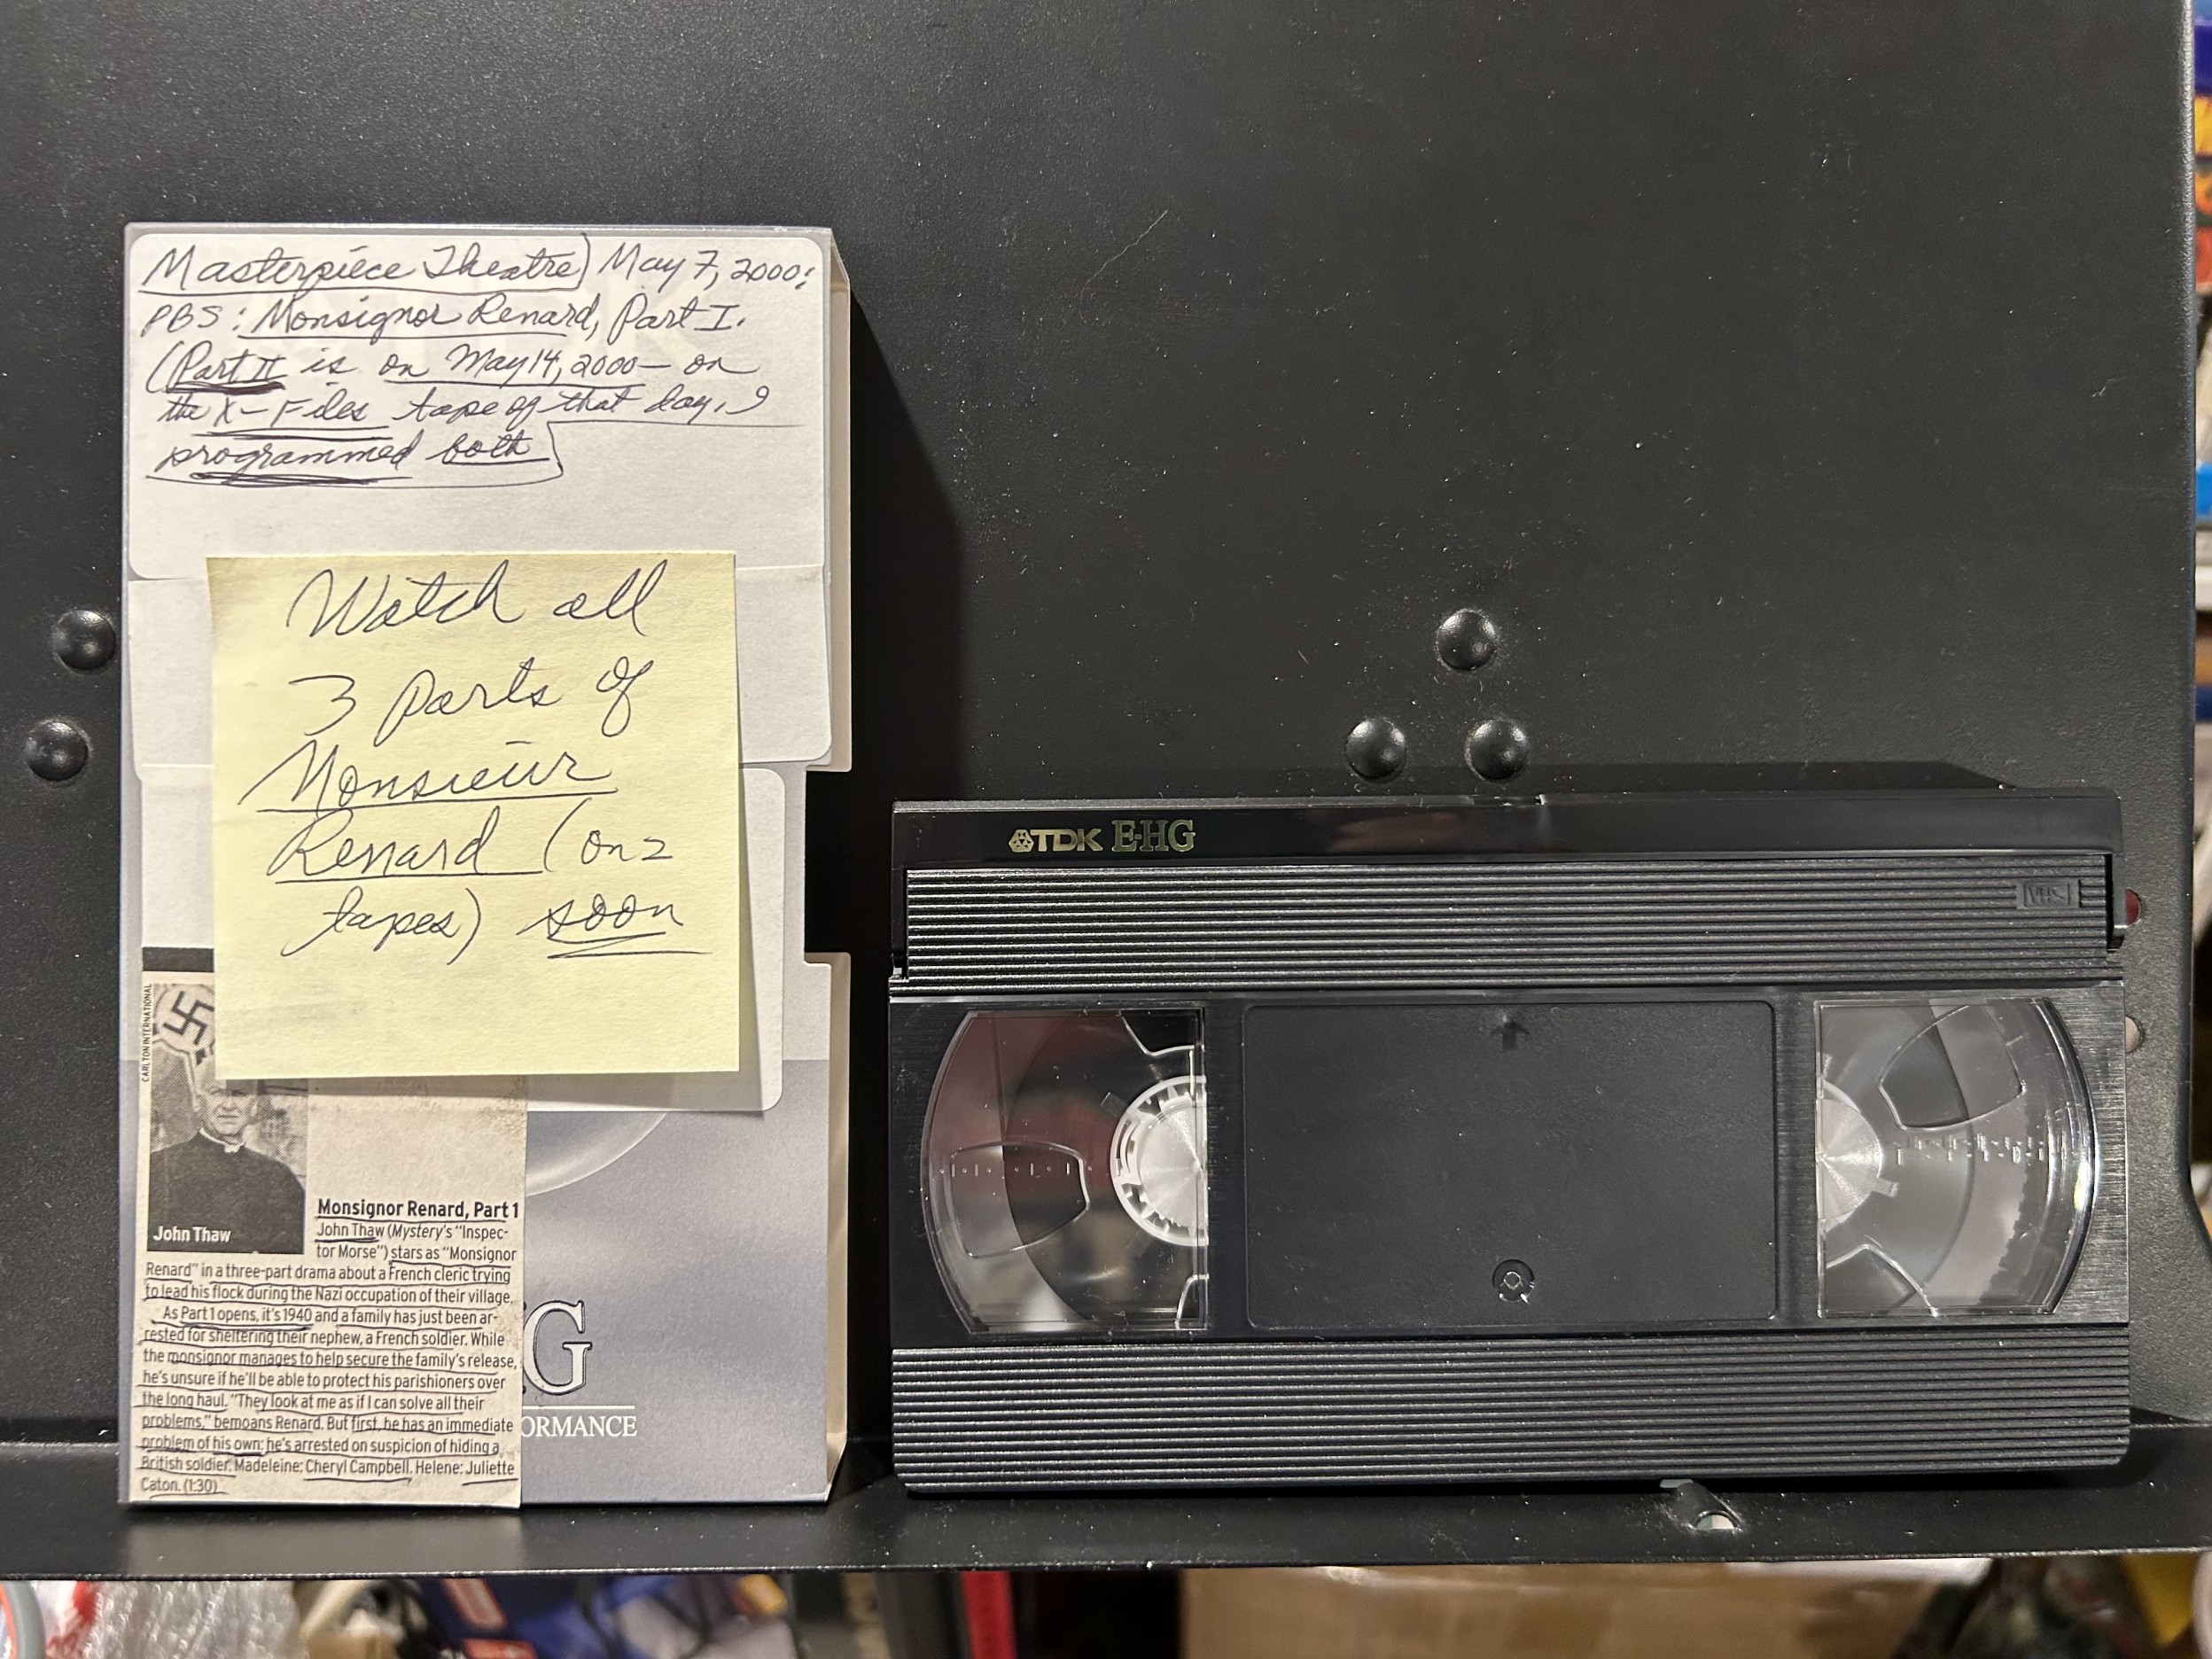 Masterpiece Theatre) May 7, 2000:
PBS: Monsignor Renard, Part I.
(Part II is on May 14, 2000 — on
the X-Files tape of that day, I
programmed both
Watch all
3 parts of
Monsieur
Renard (on 2
tapes) soon
CARLTON INTERNATIONAL
John Thaw
Monsignor Renard, Part 1
John Thaw (Mystery's "Inspec-
tor Morse") stars as "Monsignor
Renard" in a three-part drama about a French cleric trying
to lead his flock during the Nazi occupation of their village.
As Part 1 opens, it's 1940 and a family has just been ar-
rested for sheltering their nephew, a French soldier. While
the monsignor manages to help secure the family's release,
he's unsure if he'll be able to protect his parishioners over
the long haul. "They look at me as if I can solve all their
problems," bemoans Renard. But first, he has an immediate
problem of his own: he's arrested on suspicion of hiding a
British soldier. Madeleine: Cheryl Campbell. Helene: Juliette
Caton. (1:30)
G
ORMANCE
TDK E-HG
VHS